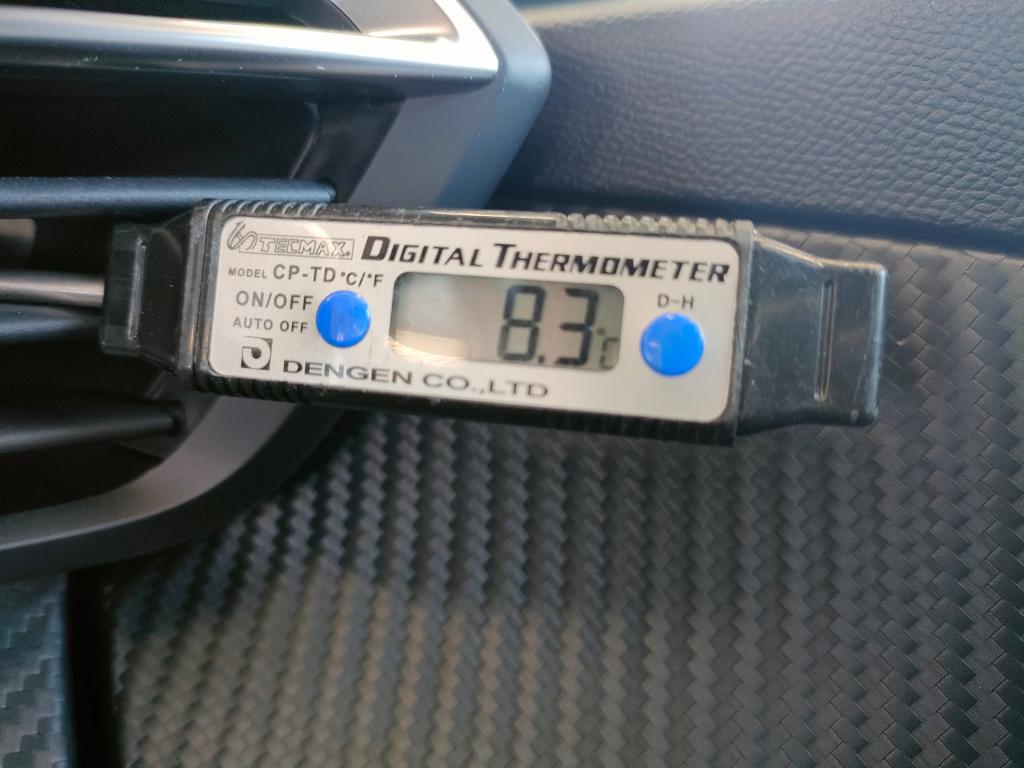 TECMAX DIGITAL THERMOMETER
MODEL CP-TD °C/°F
ON/OFF
AUTO OFF
8.3°C
D-H
DENGEN CO.,LTD